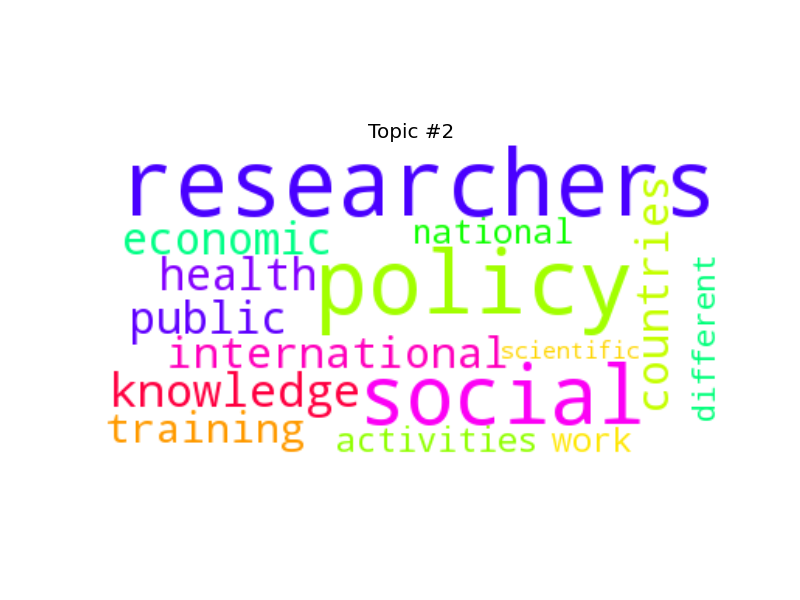 Topic #2
researchers
economic
national
health
policy
public
international
scientific
knowledge
social
training
activities
work
countries
different